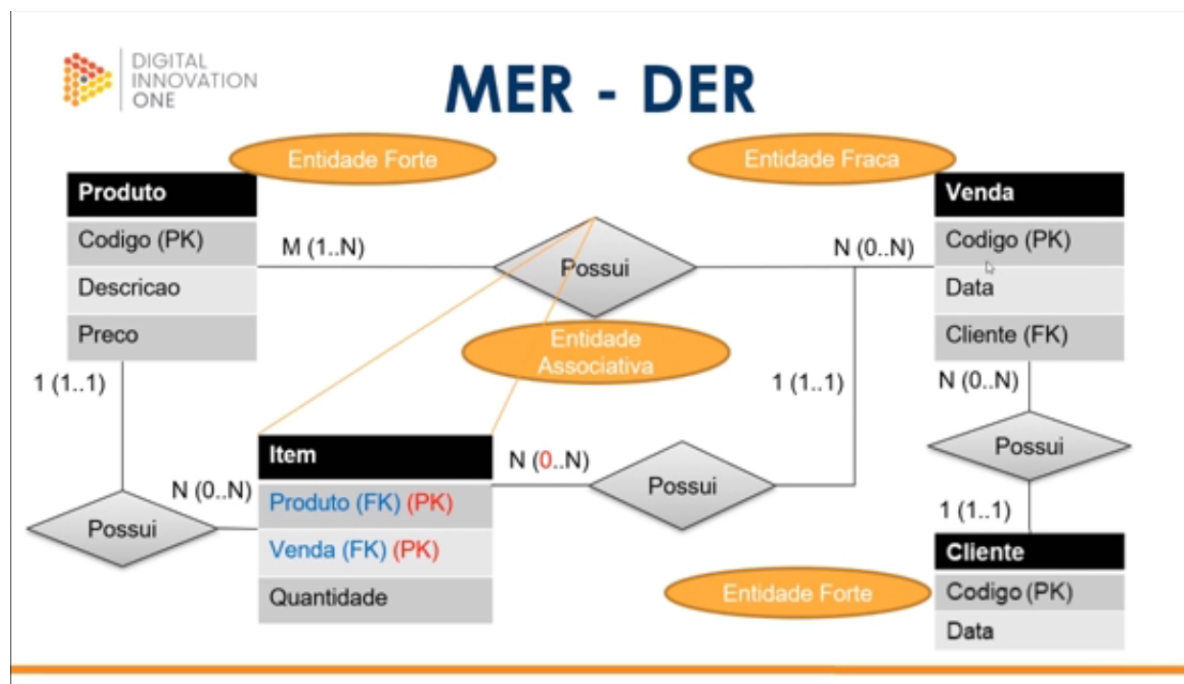 DIGITAL
INNOVATION
ONE
MER - DER
Entidade Forte
Entidade Fraca
Produto
Codigo (PK)
Descricao
Preco
M (1..N)
Possui
N (0..N)
Venda
Codigo (PK)
Data
Cliente (FK)
Entidade
Associativa
1 (1..1)
1 (1..1)
N (0..N)
Item
Produto (FK) (PK)
Venda (FK) (PK)
Quantidade
N (0..N)
Possui
N (0..N)
Possui
Possui
1 (1..1)
Cliente
Codigo (PK)
Data
Entidade Forte